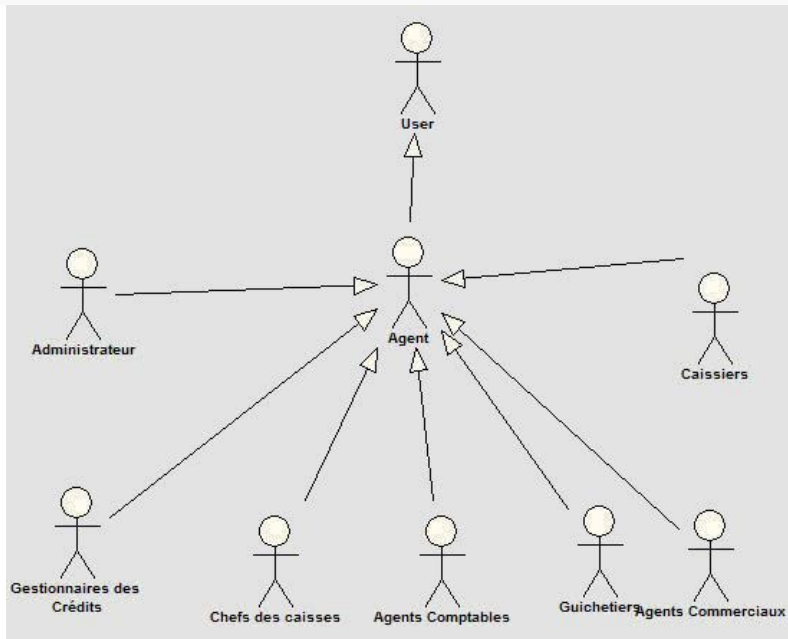 User
Administrateur
Agent
Caissiers
Gestionnaires des
Crédits
Chefs des caisses
Agents Comptables
Guichetiers
Agents Commerciaux